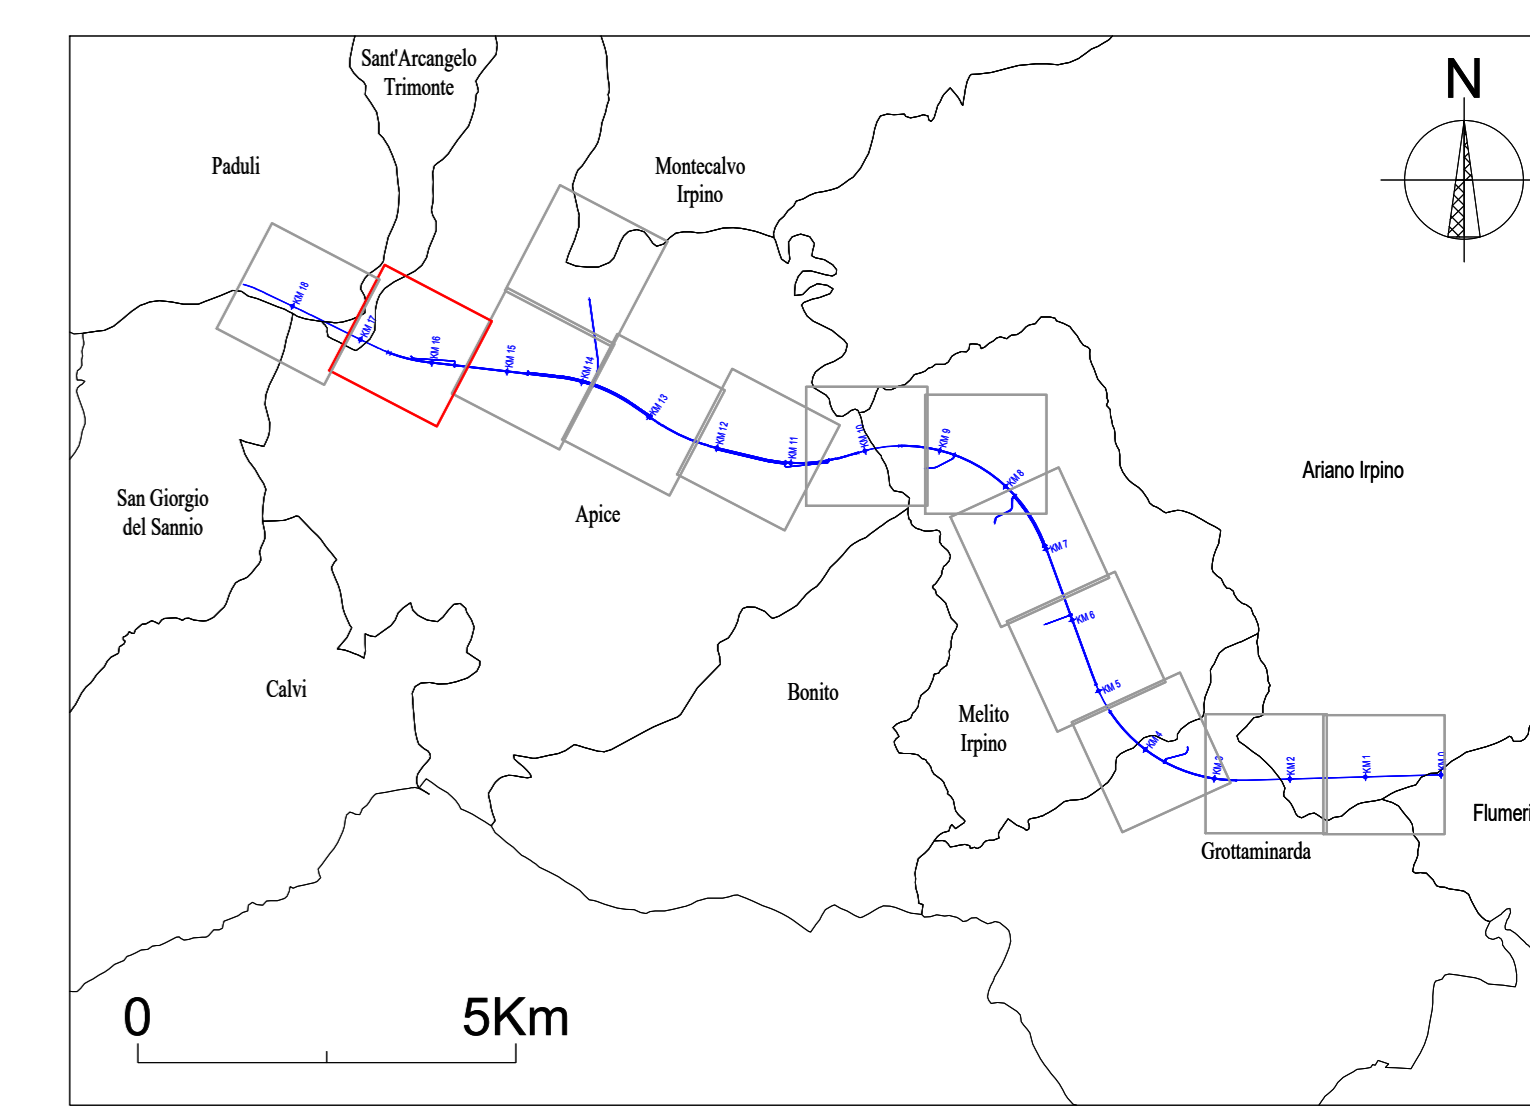 Sant'Arcangelo
Trimonte
N
Paduli
Montecalvo
Irpino
KM 18
KM 17
KM 16
KM 15
KM 14
KM 13
KM 12
KM 11
KM 10
KM 9
KM 8
Ariano Irpino
San Giorgio
del Sannio
Apice
KM 7
KM 6
KM 5
Calvi
Bonito
Melito
Irpino
KM 4
KM 3
KM 2
KM 1
KM 0
Flumeri
Grottaminarda
0
5Km